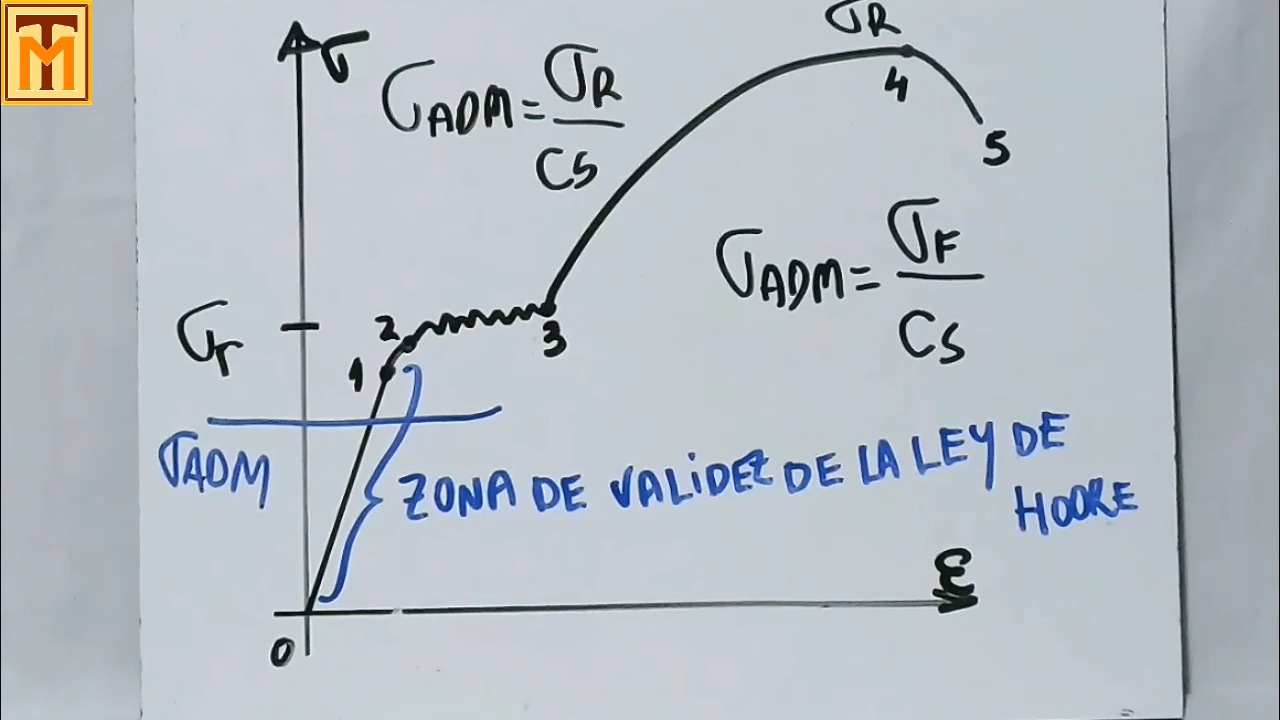 TM
σ
σADM = σR / CS
σR
4
5
σADM = σF / CS
σF
2
1
3
σADM
ZONA DE VALIDEZ DE LA LEY DE
HOOKE
ε
0